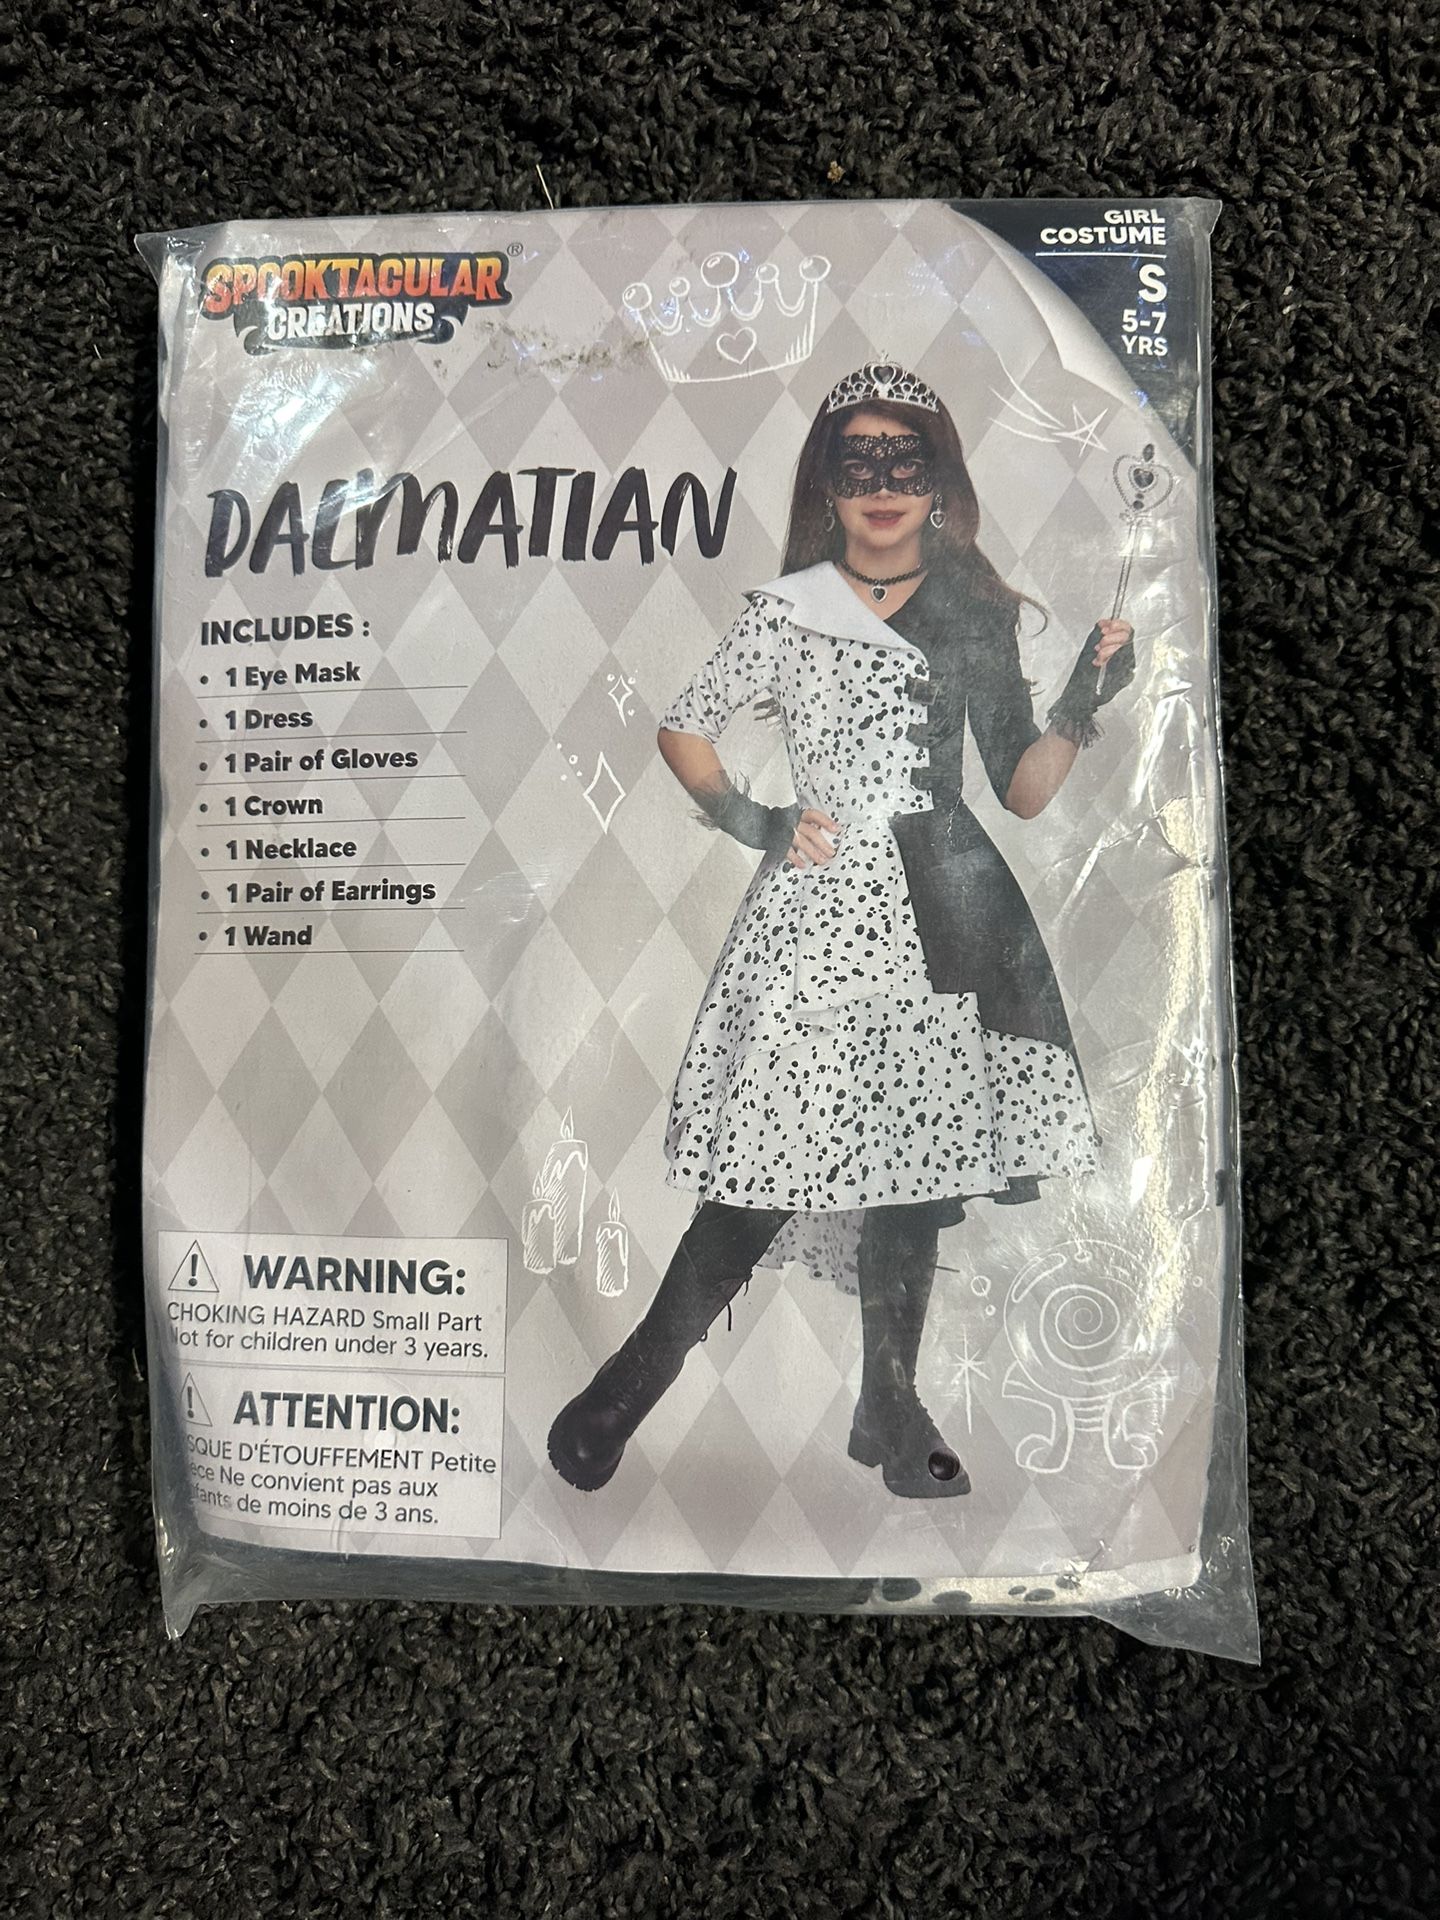 SPOOKTACULAR®
CREATIONS
GIRL
COSTUME
S
5-7
YRS
DALMATIAN
INCLUDES :
• 1 Eye Mask
• 1 Dress
• 1 Pair of Gloves
• 1 Crown
• 1 Necklace
• 1 Pair of Earrings
• 1 Wand
! WARNING:
CHOKING HAZARD Small Part
Not for children under 3 years.
! ATTENTION:
D'ÉTOUFFEMENT Petite
Ne convient pas aux
de moins de 3 ans.